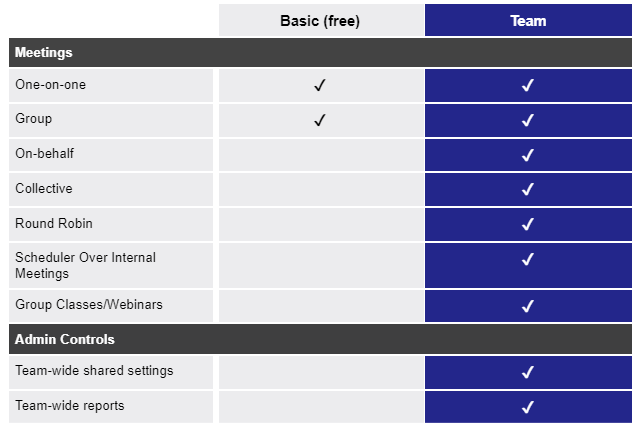 Basic (free) Team
Meetings
One-on-one ✓ ✓
Group ✓ ✓
On-behalf ✓
Collective ✓
Round Robin ✓
Scheduler Over Internal ✓
Meetings
Group Classes/Webinars ✓
Admin Controls
Team-wide shared settings ✓
Team-wide reports ✓